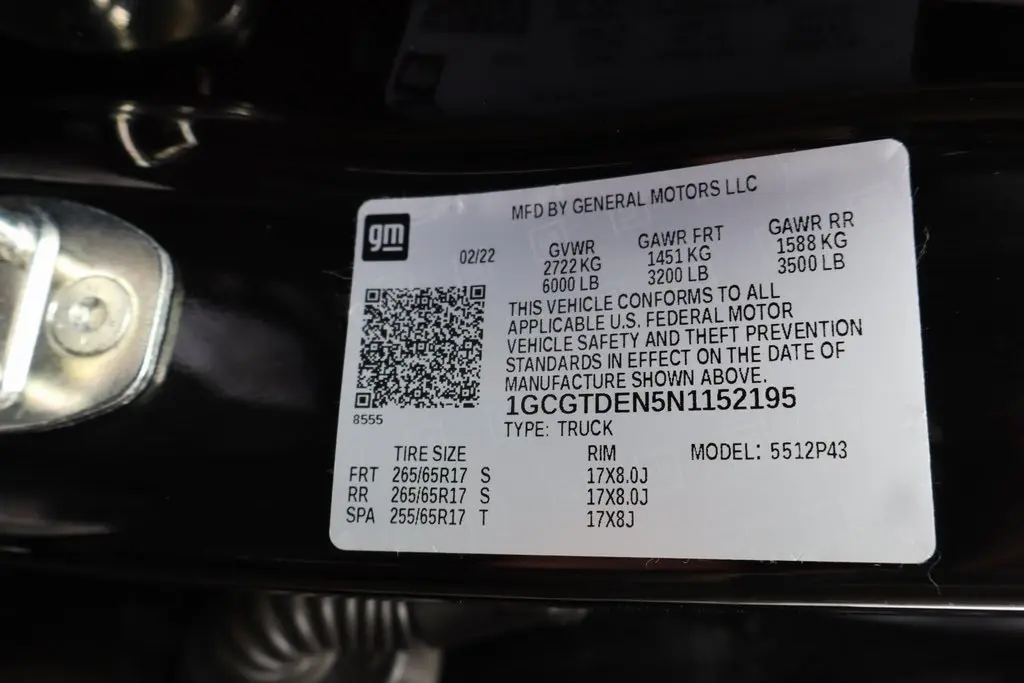 MFD BY GENERAL MOTORS LLC
gm
02/22
GVWR
2722 KG
6000 LB
GAWR FRT
1451 KG
3200 LB
GAWR RR
1588 KG
3500 LB
THIS VEHICLE CONFORMS TO ALL
APPLICABLE U.S. FEDERAL MOTOR
VEHICLE SAFETY AND THEFT PREVENTION
STANDARDS IN EFFECT ON THE DATE OF
MANUFACTURE SHOWN ABOVE.
1GCGTDEN5N1152195
8555
TYPE: TRUCK
TIRE SIZE RIM MODEL: 5512P43
FRT 265/65R17 S 17X8.0J
RR 265/65R17 S 17X8.0J
SPA 255/65R17 T 17X8J